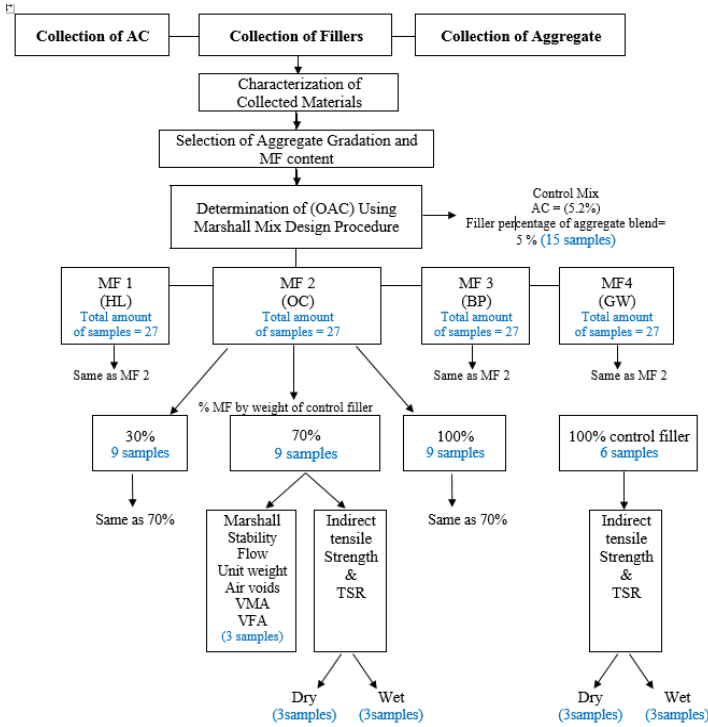 Collection of AC
Collection of Fillers
Collection of Aggregate
Characterization of
Collected Materials
Selection of Aggregate Gradation and
MF content
Determination of (OAC) Using
Marshall Mix Design Procedure
Control Mix
AC = (5.2%)
Filler percentage of aggregate blend=
5 % (15 samples)
MF 1
(HL)
Total amount
of samples = 27
MF 2
(OC)
Total amount
of samples = 27
MF 3
(BP)
Total amount
of samples = 27
MF4
(GW)
Total amount
of samples = 27
Same as MF 2
Same as MF 2
Same as MF 2
% MF by weight of control filler
30%
9 samples
70%
9 samples
100%
9 samples
100% control filler
6 samples
Same as 70%
Same as 70%
Marshall
Stability
Flow
Unit weight
Air voids
VMA
VFA
(3 samples)
Indirect
tensile
Strength
&
TSR
Indirect
tensile
Strength
&
TSR
Dry
(3samples)
Wet
(3samples)
Dry
(3samples)
Wet
(3samples)